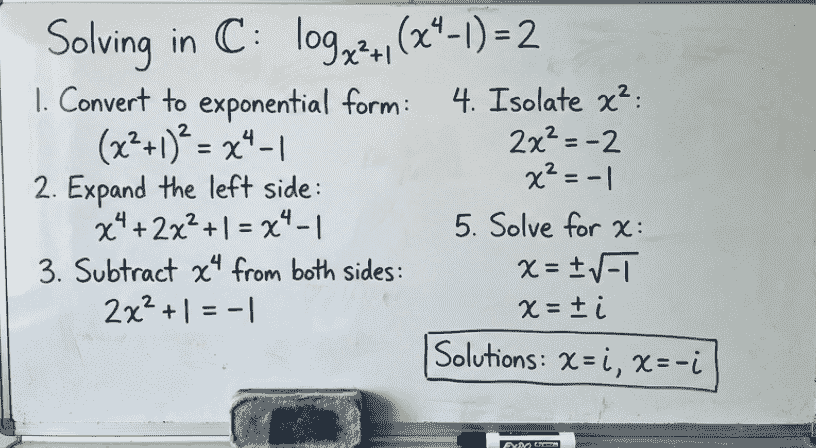 Solving in ℂ: log_{x²+1}(x⁴-1) = 2
1. Convert to exponential form:
(x²+1)² = x⁴-1
2. Expand the left side:
x⁴+2x²+1 = x⁴-1
3. Subtract x⁴ from both sides:
2x²+1 = -1
4. Isolate x²:
2x² = -2
x² = -1
5. Solve for x:
x = ±√-1
x = ± i
Solutions: x=i, x=-i
EXPO